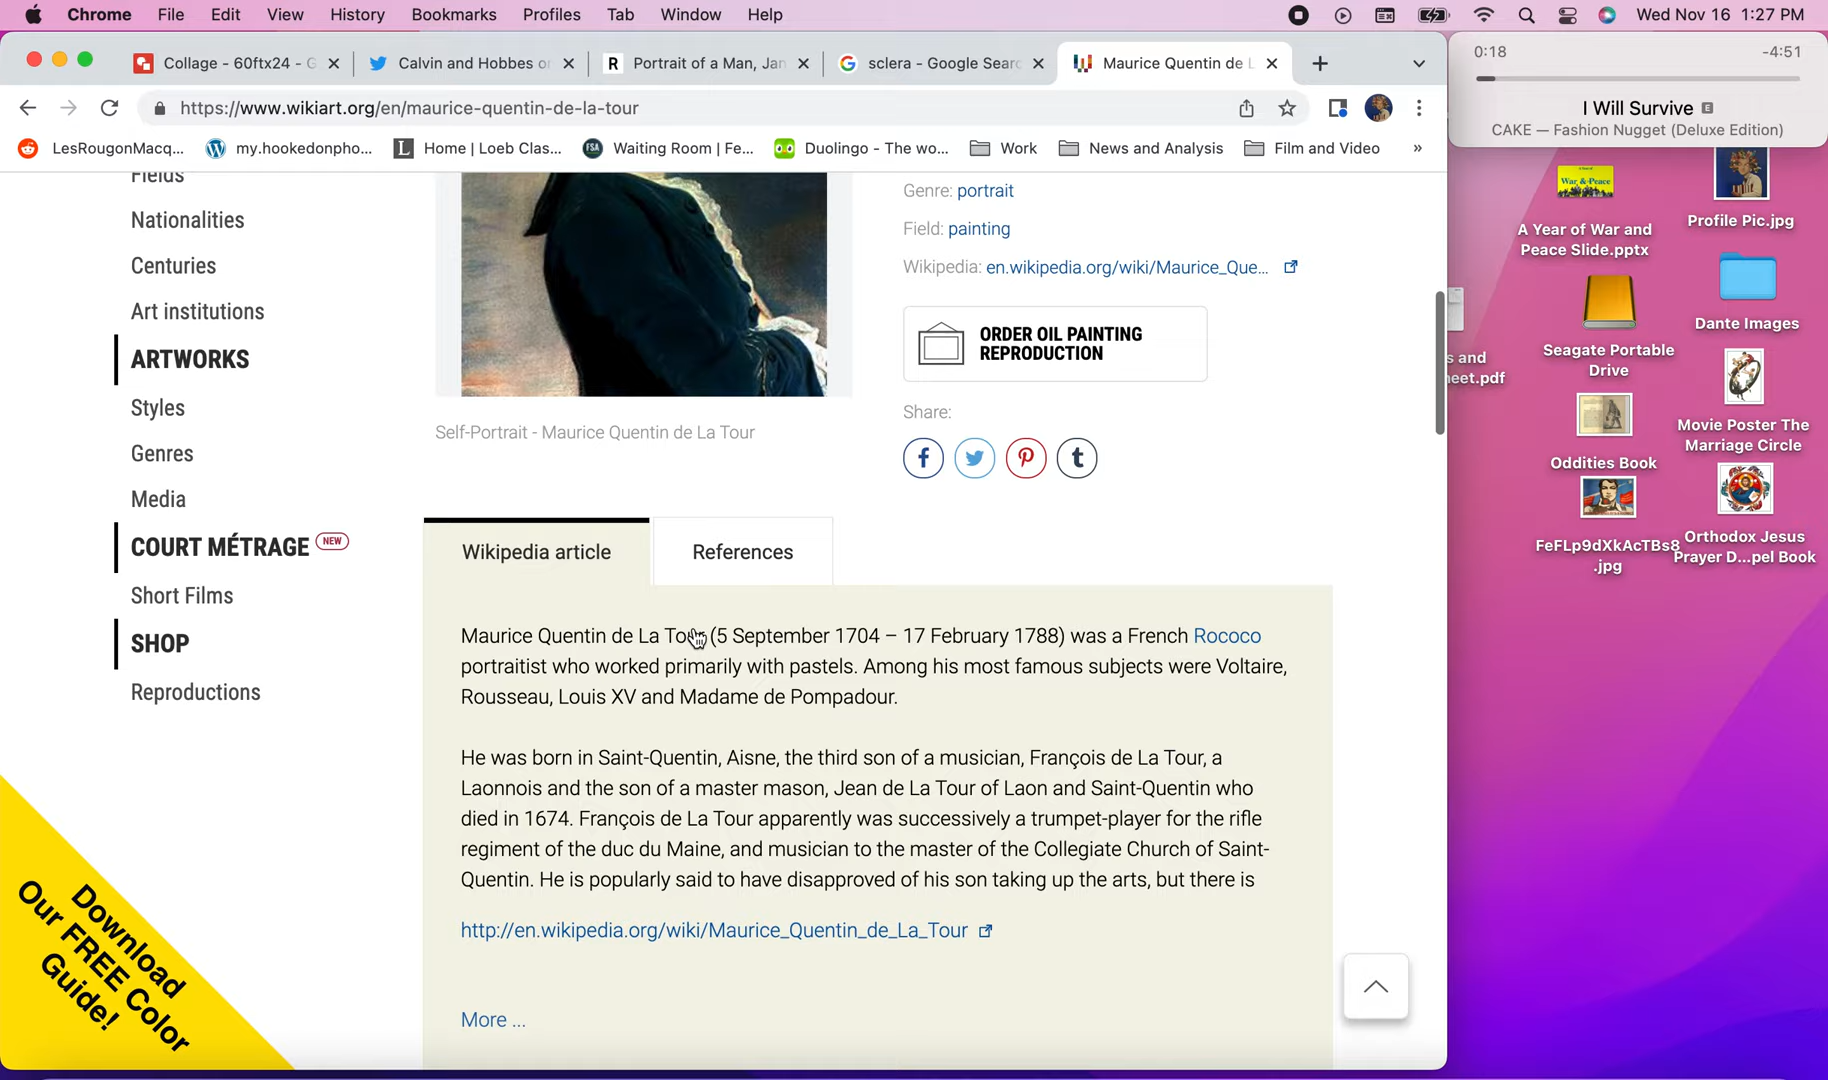 Chrome File Edit View History Bookmarks Profiles Tab Window Help Wed Nov 16 1:27 PM
Collage - 60ftx24 - G Calvin and Hobbes on R Portrait of a Man, Jan G sclera - Google Searc Maurice Quentin de L
https://www.wikiart.org/en/maurice-quentin-de-la-tour
LesRougonMacq... my.hookedonpho... L Home | Loeb Clas... FSA Waiting Room | Fe... Duolingo - The wo... Work News and Analysis Film and Video »
0:18 -4:51
I Will Survive E
CAKE — Fashion Nugget (Deluxe Edition)
Fields
Nationalities
Centuries
Art institutions
ARTWORKS
Styles
Genres
Media
COURT MÉTRAGE NEW
Short Films
SHOP
Reproductions
Download
Our FREE Color
Guide!
Self-Portrait - Maurice Quentin de La Tour
Genre: portrait
Field: painting
Wikipedia: en.wikipedia.org/wiki/Maurice_Que...
ORDER OIL PAINTING
REPRODUCTION
Share:
Wikipedia article References
Maurice Quentin de La Tour (5 September 1704 – 17 February 1788) was a French Rococo
portraitist who worked primarily with pastels. Among his most famous subjects were Voltaire,
Rousseau, Louis XV and Madame de Pompadour.
He was born in Saint-Quentin, Aisne, the third son of a musician, François de La Tour, a
Laonnois and the son of a master mason, Jean de La Tour of Laon and Saint-Quentin who
died in 1674. François de La Tour apparently was successively a trumpet-player for the rifle
regiment of the duc du Maine, and musician to the master of the Collegiate Church of Saint-
Quentin. He is popularly said to have disapproved of his son taking up the arts, but there is
http://en.wikipedia.org/wiki/Maurice_Quentin_de_La_Tour
More ...
War & Peace
A Year of War and
Peace Slide.pptx
Profile Pic.jpg
Seagate Portable
Drive
Dante Images
s and
eet.pdf
Oddities Book
Movie Poster The
Marriage Circle
FeFLp9dXkAcTBs8
.jpg
Orthodox Jesus
Prayer D...pel Book